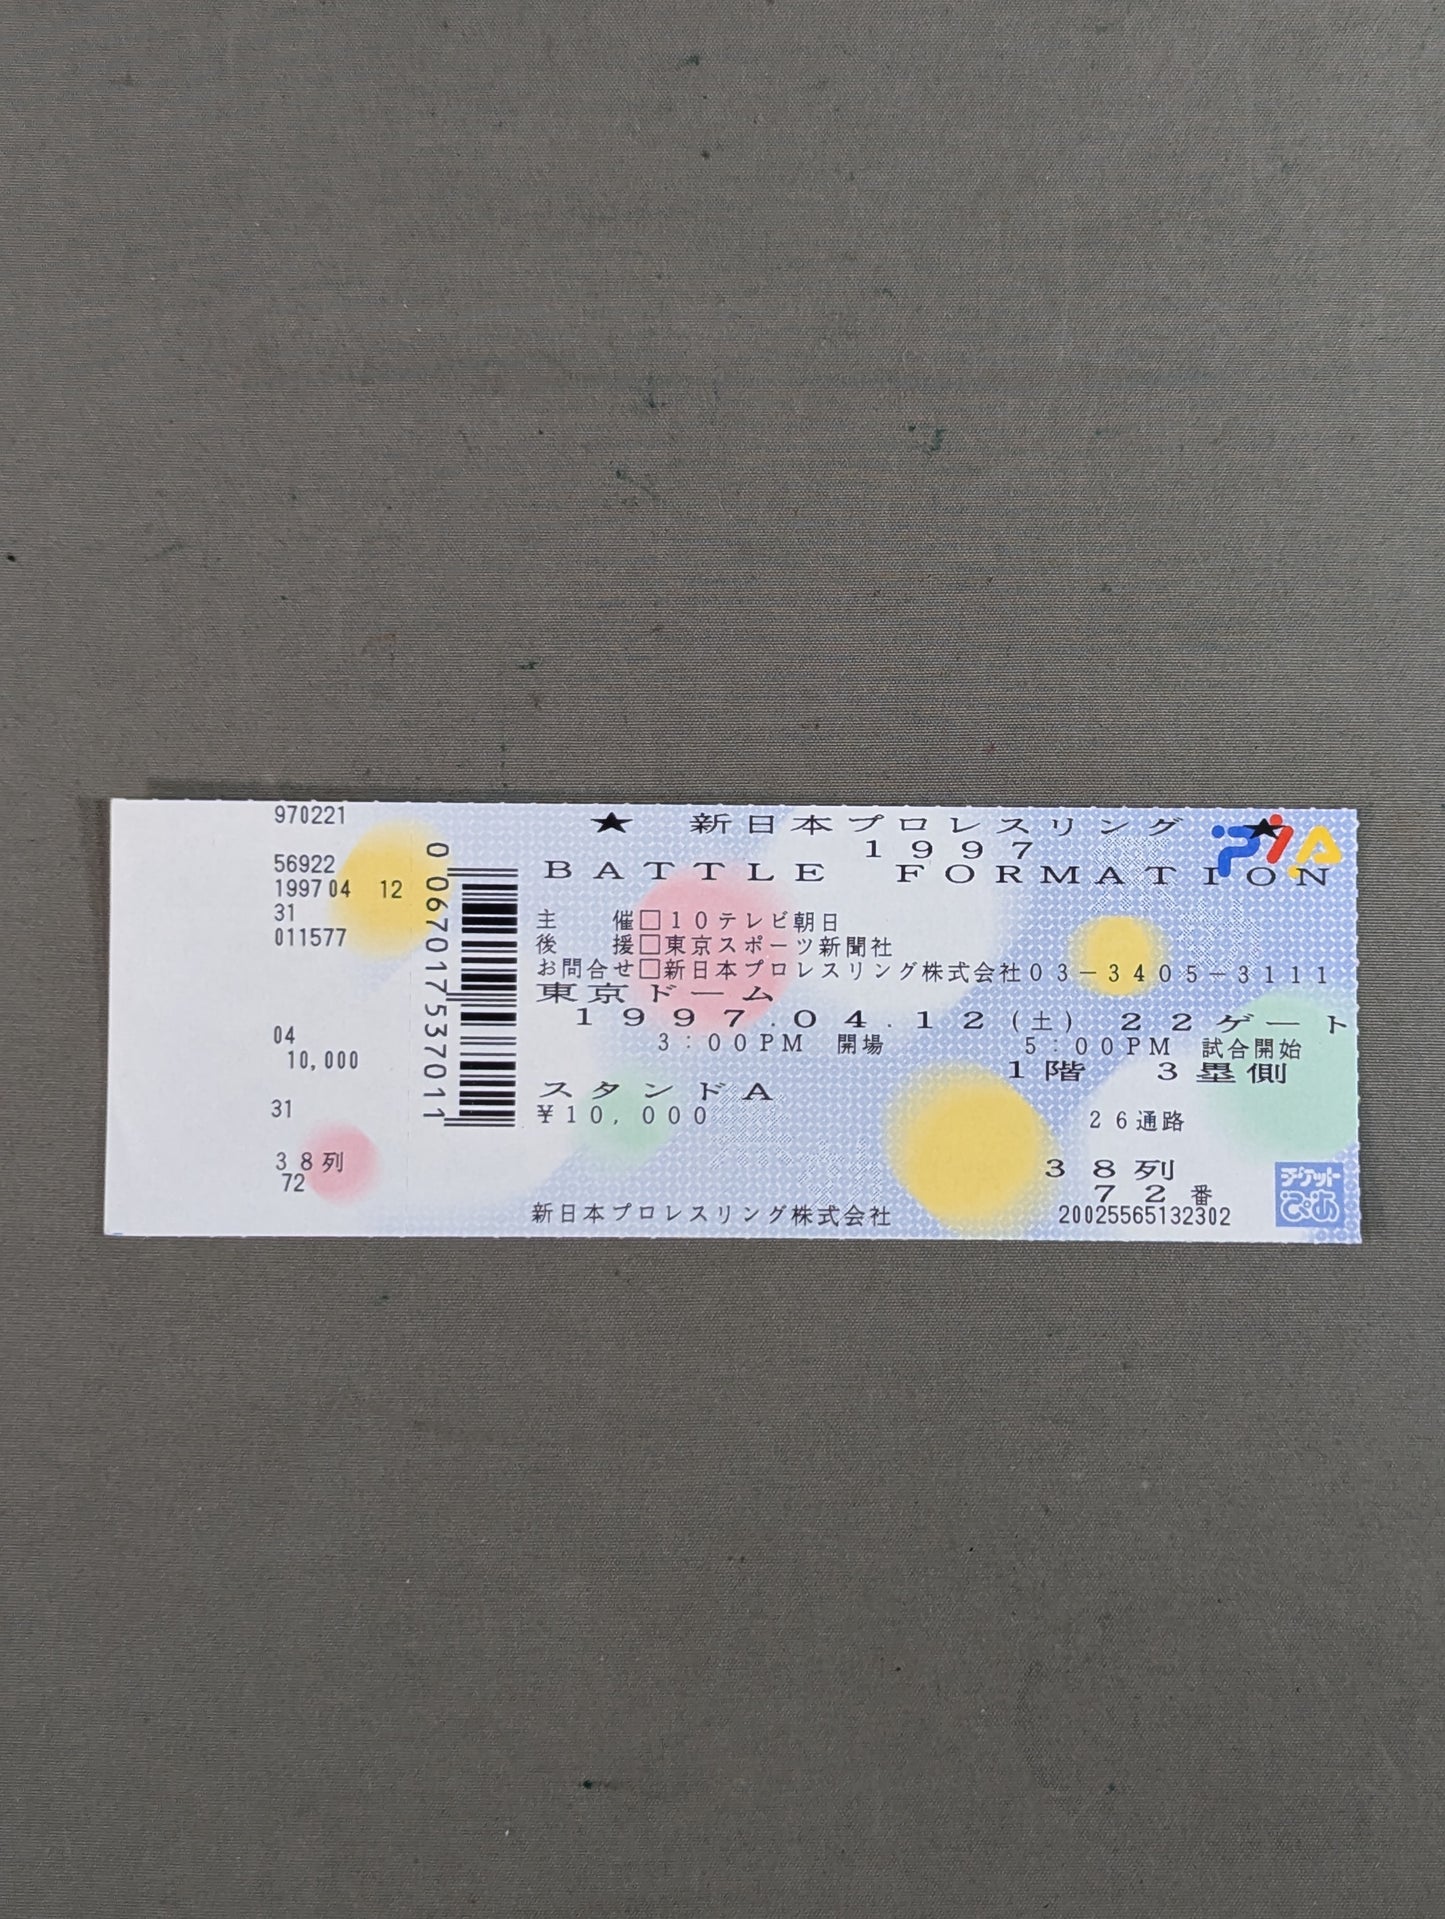 970221
56922
1997 04 12
31
011577
04
10,000
31
38列
72
0067017537011
★ 新日本プロレスリング ★
1997
BATTLE FORMATION
PIA
主 催□10テレビ朝日
後 援□東京スポーツ新聞社
お問合せ□新日本プロレスリング株式会社03-3405-3111
東京ドーム
1997.04.12(土) 22ゲート
3:00PM 開場 5:00PM 試合開始
1階 3塁側
スタンドA
¥10,000
26通路
38列
72番
新日本プロレスリング株式会社 20025565132302
チケット
ぴあ